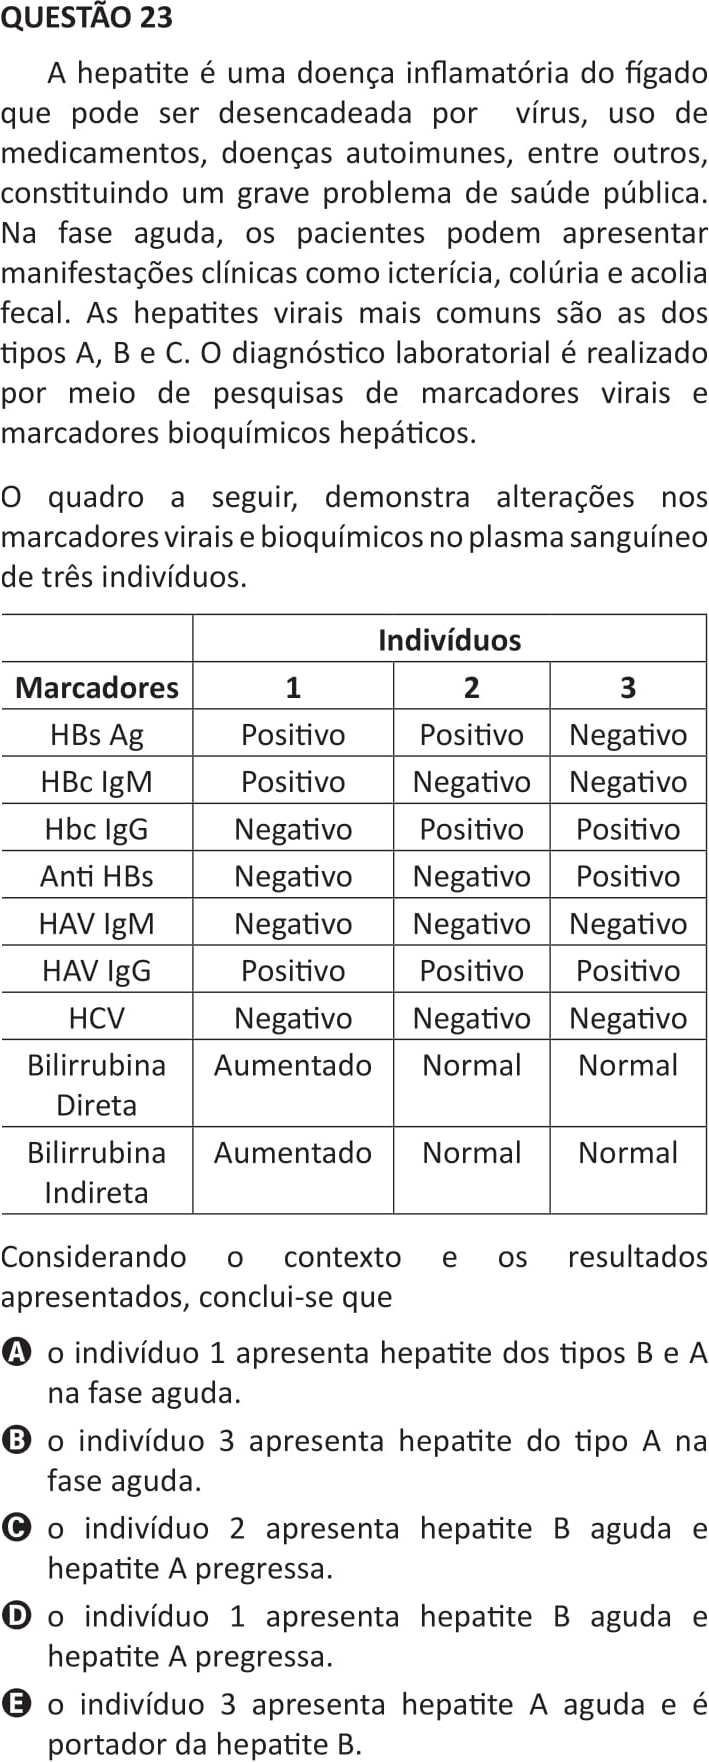 QUESTÃO 23
A hepatite é uma doença inflamatória do fígado
que pode ser desencadeada por vírus, uso de
medicamentos, doenças autoimunes, entre outros,
constituindo um grave problema de saúde pública.
Na fase aguda, os pacientes podem apresentar
manifestações clínicas como icterícia, colúria e acolia
fecal. As hepatites virais mais comuns são as dos
tipos A, B e C. O diagnóstico laboratorial é realizado
por meio de pesquisas de marcadores virais e
marcadores bioquímicos hepáticos.
O quadro a seguir, demonstra alterações nos
marcadores virais e bioquímicos no plasma sanguíneo
de três indivíduos.
Indivíduos
Marcadores 1 2 3
HBs Ag Positivo Positivo Negativo
HBc IgM Positivo Negativo Negativo
Hbc IgG Negativo Positivo Positivo
Anti HBs Negativo Negativo Positivo
HAV IgM Negativo Negativo Negativo
HAV IgG Positivo Positivo Positivo
HCV Negativo Negativo Negativo
Bilirrubina Aumentado Normal Normal
Direta
Bilirrubina Aumentado Normal Normal
Indireta
Considerando o contexto e os resultados
apresentados, conclui-se que
A o indivíduo 1 apresenta hepatite dos tipos B e A
na fase aguda.
B o indivíduo 3 apresenta hepatite do tipo A na
fase aguda.
C o indivíduo 2 apresenta hepatite B aguda e
hepatite A pregressa.
D o indivíduo 1 apresenta hepatite B aguda e
hepatite A pregressa.
E o indivíduo 3 apresenta hepatite A aguda e é
portador da hepatite B.